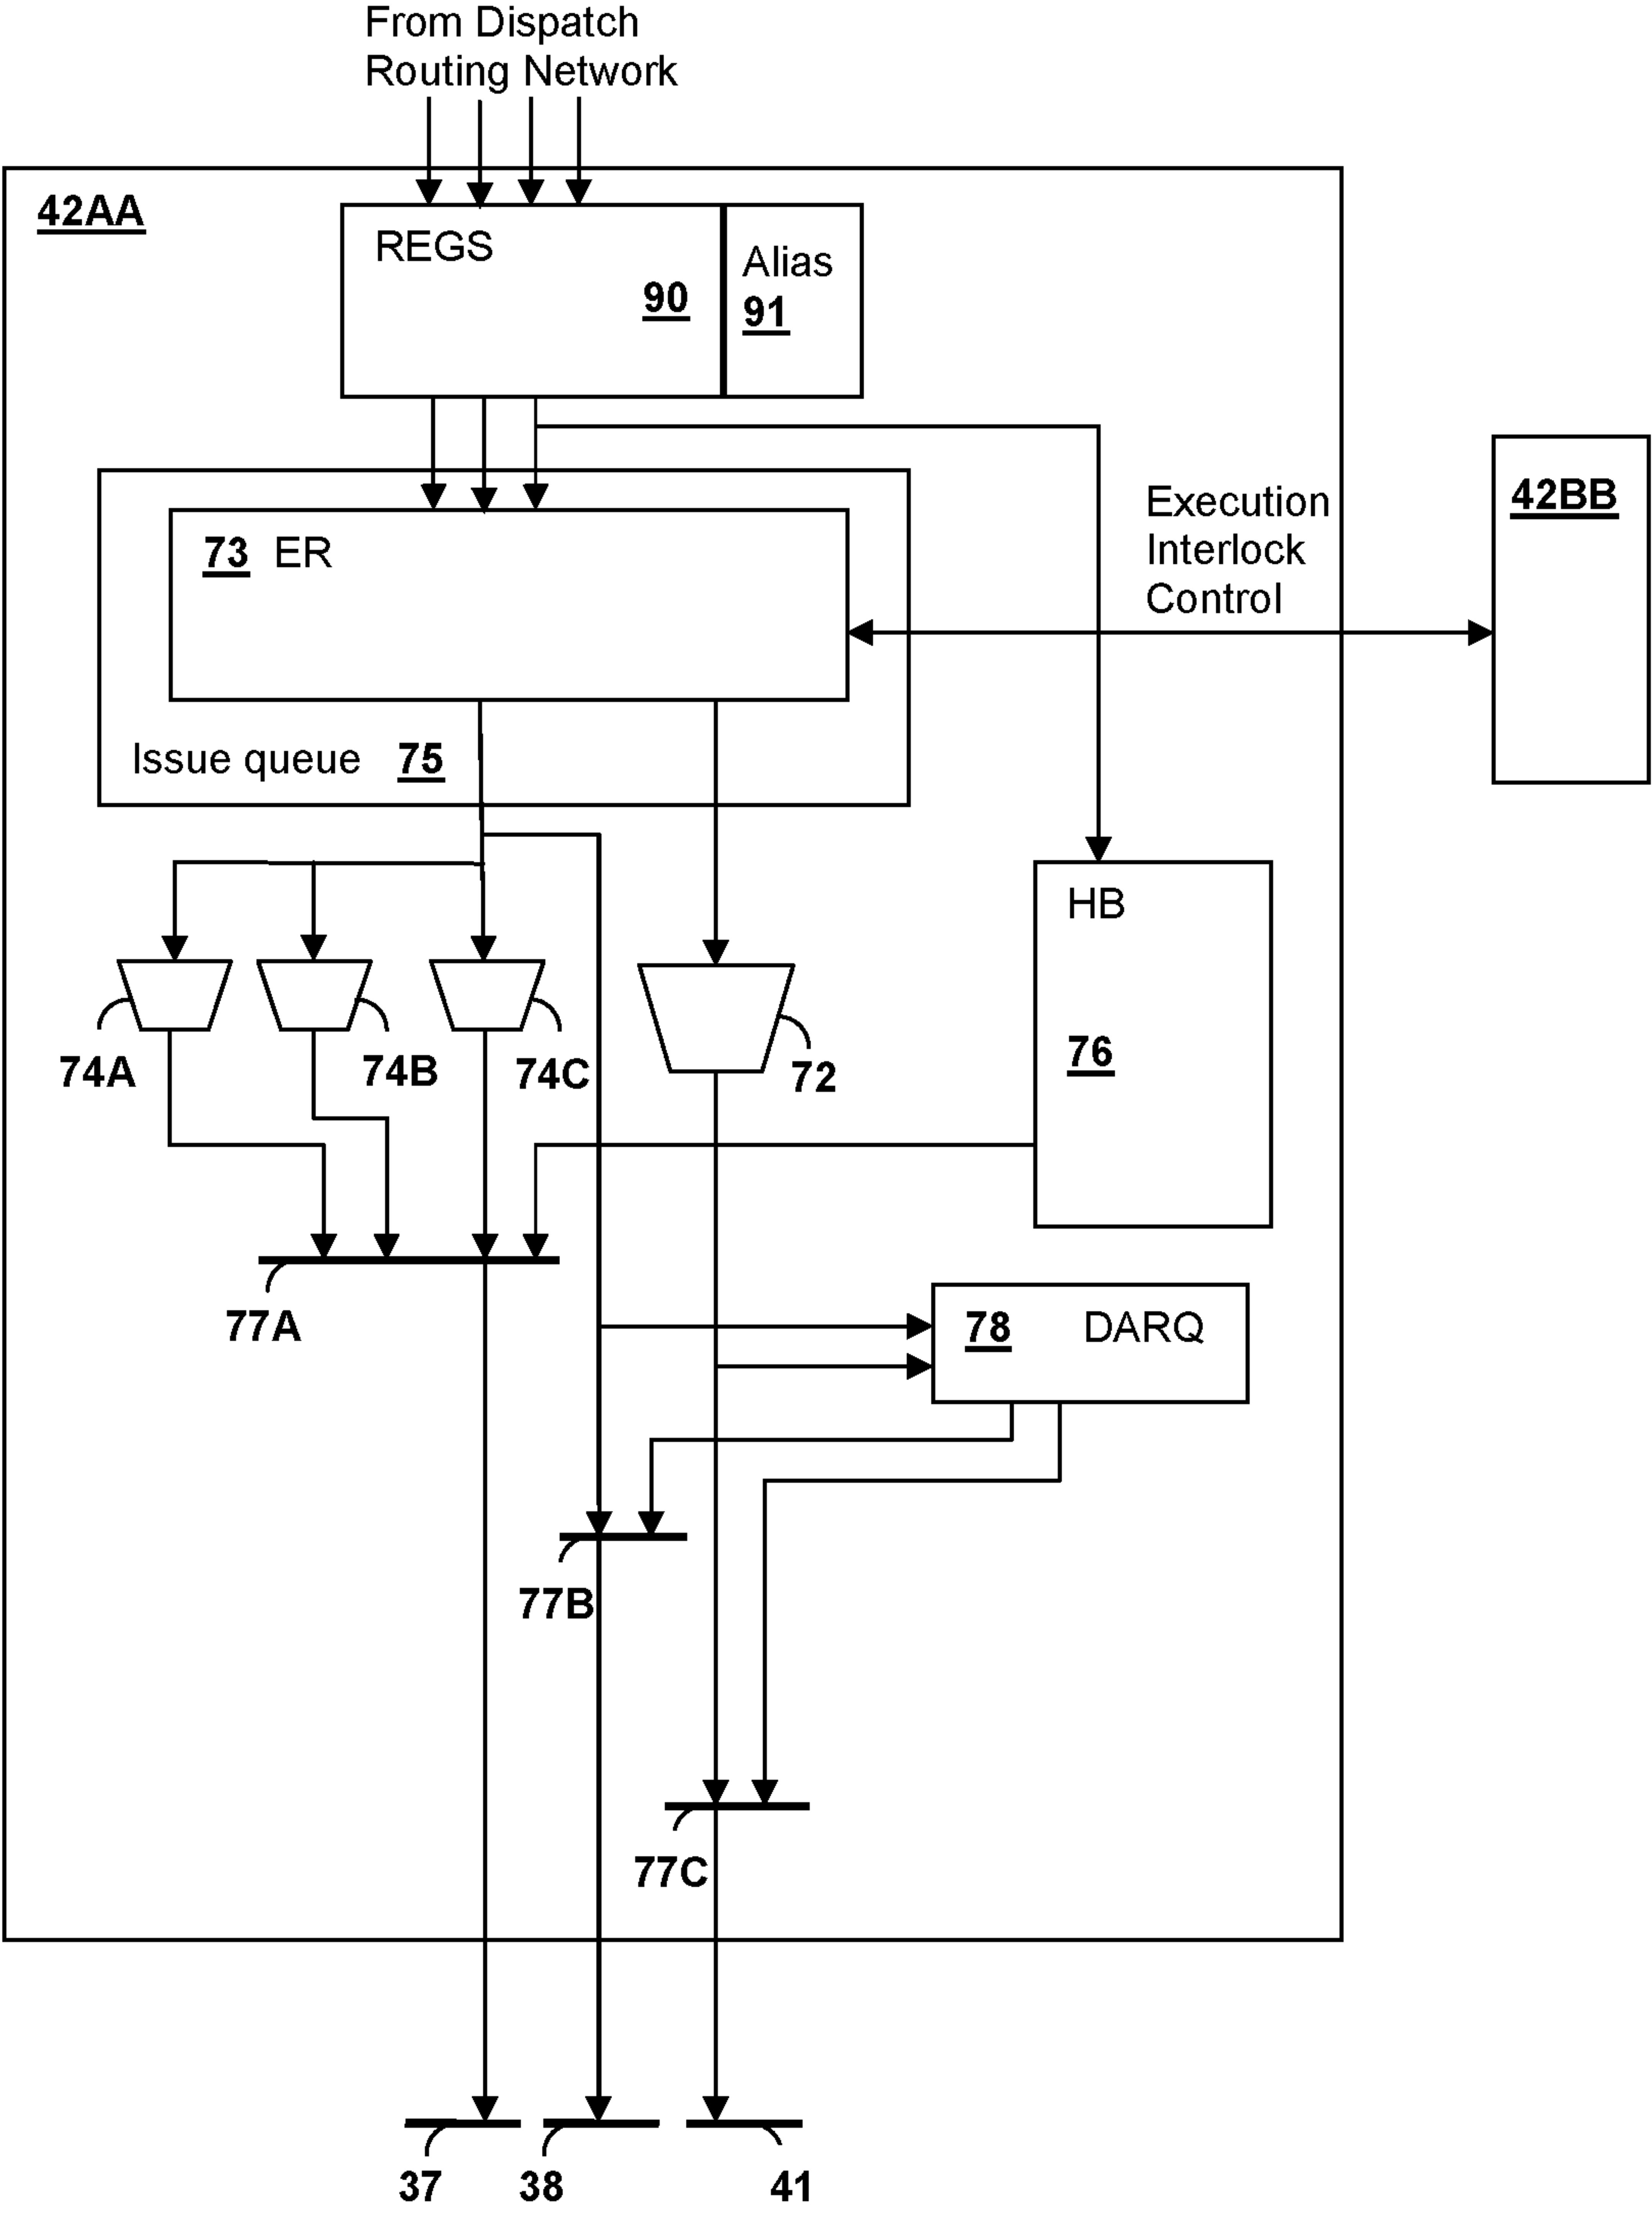 From Dispatch
Routing Network
42AA
REGS
90
Alias
91
73 ER
Execution
Interlock
Control
42BB
Issue queue 75
HB
76
74A
74B
74C
72
77A
78 DARQ
77B
77C
37
38
41